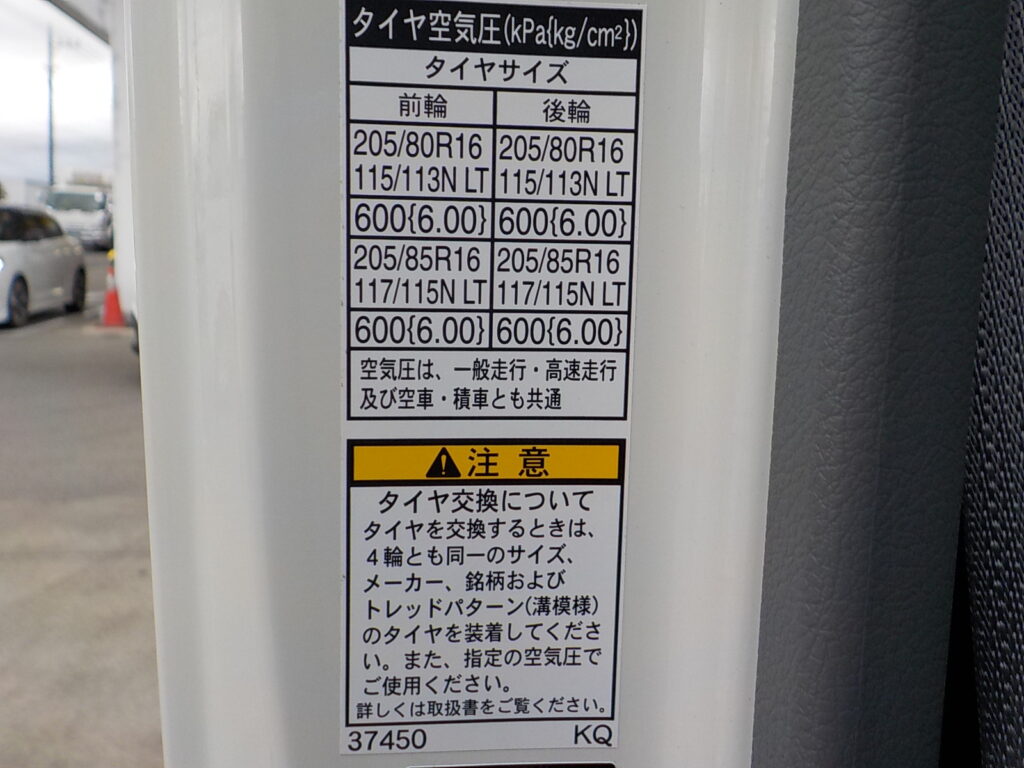 タイヤ空気圧(kPa{kg/cm²})
タイヤサイズ
前輪 後輪
205/80R16 205/80R16
115/113N LT 115/113N LT
600{6.00} 600{6.00}
205/85R16 205/85R16
117/115N LT 117/115N LT
600{6.00} 600{6.00}
空気圧は、一般走行・高速走行
及び空車・積車とも共通
注意
タイヤ交換について
タイヤを交換するときは、
4輪とも同一のサイズ、
メーカー、銘柄および
トレッドパターン(溝模様)
のタイヤを装着してくださ
い。また、指定の空気圧で
ご使用ください。
詳しくは取扱書をご覧ください。
37450 KQ